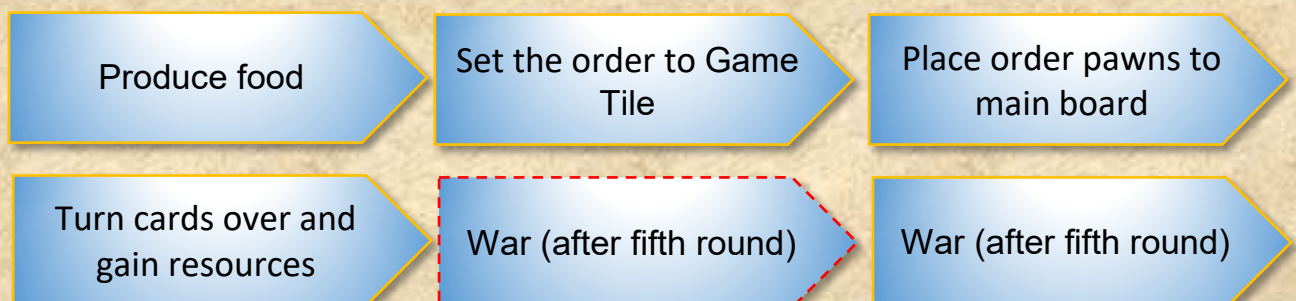 Produce food
Set the order to Game
Tile
Place order pawns to
main board
Turn cards over and
gain resources
War (after fifth round)
War (after fifth round)